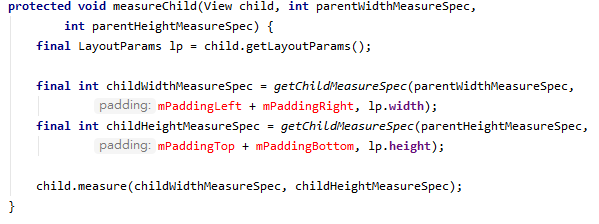 protected void measureChild(View child, int parentWidthMeasureSpec,
int parentHeightMeasureSpec) {
final LayoutParams lp = child.getLayoutParams();
final int childWidthMeasureSpec = getChildMeasureSpec(parentWidthMeasureSpec,
padding: mPaddingLeft + mPaddingRight, lp.width);
final int childHeightMeasureSpec = getChildMeasureSpec(parentHeightMeasureSpec,
padding: mPaddingTop + mPaddingBottom, lp.height);
child.measure(childWidthMeasureSpec, childHeightMeasureSpec);
}